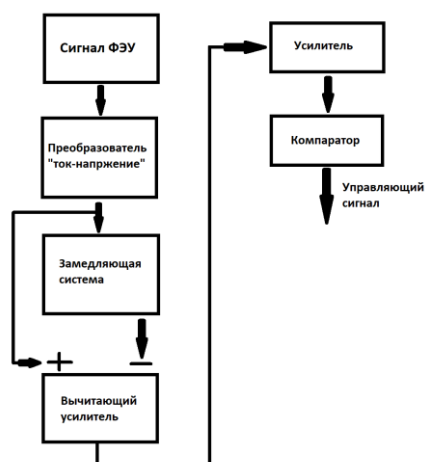 Сигнал ФЭУ
Преобразователь
"ток-напржение"
Замедляющая
система
+ −
Вычитающий
усилитель
Усилитель
Компаратор
Управляющий
сигнал